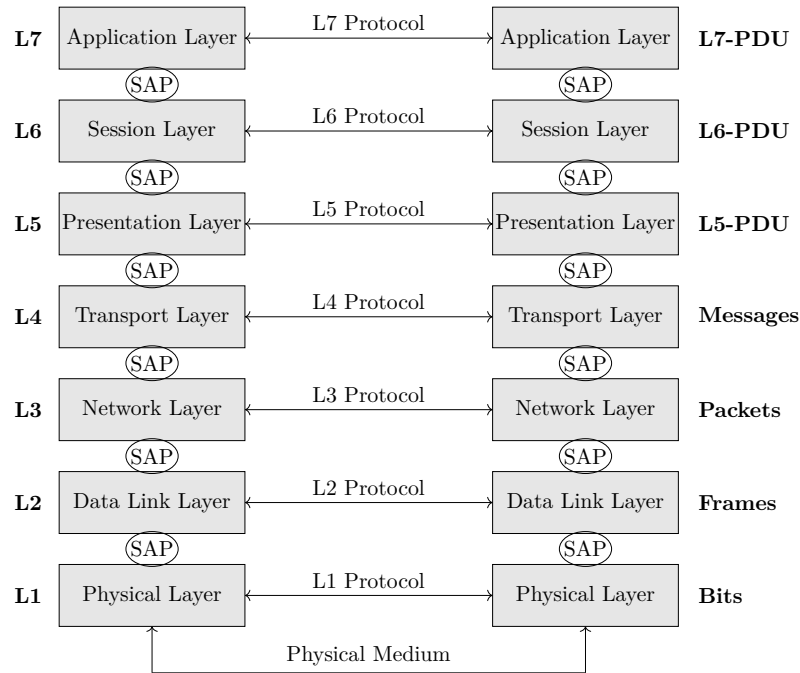 L7 Application Layer L7 Protocol Application Layer L7-PDU
SAP SAP
L6 Session Layer L6 Protocol Session Layer L6-PDU
SAP SAP
L5 Presentation Layer L5 Protocol Presentation Layer L5-PDU
SAP SAP
L4 Transport Layer L4 Protocol Transport Layer Messages
SAP SAP
L3 Network Layer L3 Protocol Network Layer Packets
SAP SAP
L2 Data Link Layer L2 Protocol Data Link Layer Frames
SAP SAP
L1 Physical Layer L1 Protocol Physical Layer Bits
Physical Medium